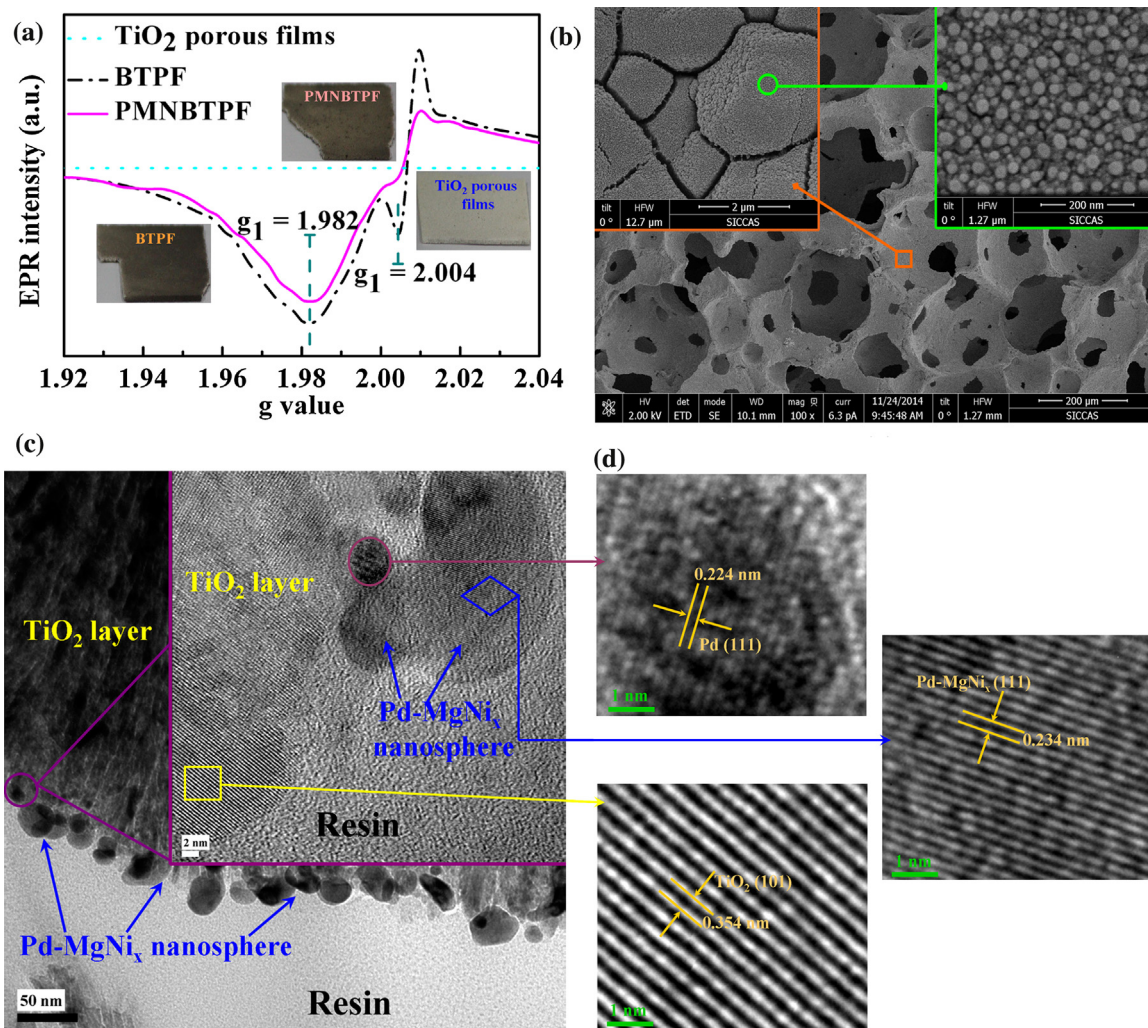 (a)
TiO2 porous films
BTPF
PMNBTPF
PMNBTPF
TiO2 porous
films
BTPF
g1 = 1.982
g1 = 2.004
EPR intensity (a.u.)
1.92 1.94 1.96 1.98 2.00 2.02 2.04
g value
(b)
tilt HFW 2 µm
0 ° 12.7 µm SICCAS
tilt HFW 200 nm
0 ° 1.27 µm SICCAS
HV det mode WD mag curr 11/24/2014 tilt HFW 200 µm
2.00 kV ETD SE 10.1 mm 100 x 6.3 pA 9:45:48 AM 0 ° 1.27 mm SICCAS
(c)
TiO2 layer
TiO2 layer
Pd-MgNix
nanosphere
Resin
2 nm
Pd-MgNix nanosphere
Resin
50 nm
(d)
0.224 nm
Pd (111)
1 nm
Pd-MgNix (111)
0.234 nm
1 nm
TiO2 (101)
0.354 nm
1 nm